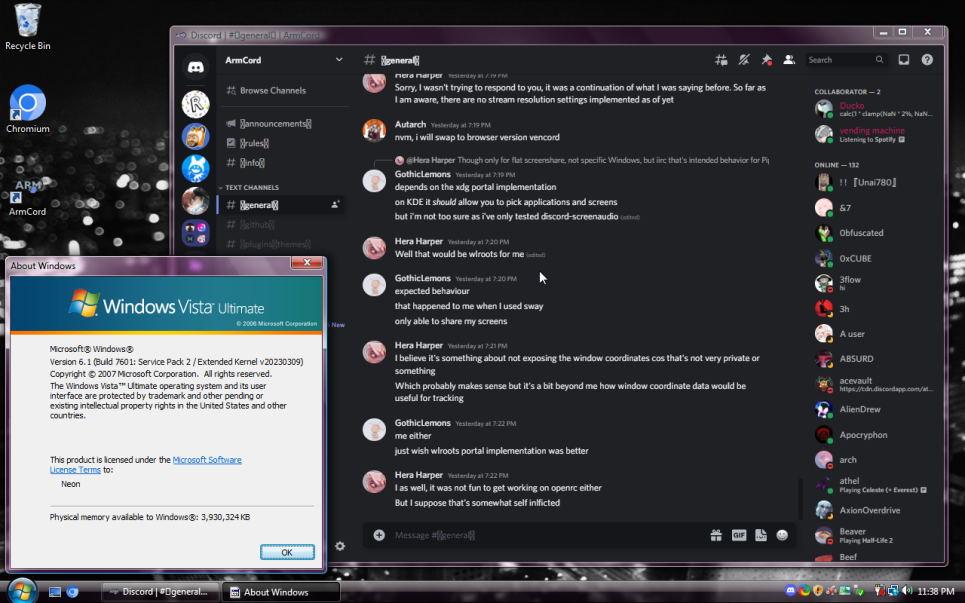 Recycle Bin
Chromium
ArmCord
Discord | #general | ArmCord
ArmCord
Browse Channels
announcements
rules
info
TEXT CHANNELS
general
github
plugins/themes
New
# general
Search
Hera Harper Yesterday at 7:19 PM
Sorry, I wasn't trying to respond to you, it was a continuation of what I was saying before. So far as
I am aware, there are no stream resolution settings implemented as of yet
Autarch Yesterday at 7:19 PM
nvm, i will swap to browser version vencord
@Hera Harper Though only for flat screenshare, not specific Windows, but iirc that's intended behavior for Pip
GothicLemons Yesterday at 7:19 PM
depends on the xdg portal implementation
on KDE it should allow you to pick applications and screens
but i'm not too sure as i've only tested discord-screenaudio (edited)
Hera Harper Yesterday at 7:20 PM
Well that would be wlroots for me (edited)
GothicLemons Yesterday at 7:20 PM
expected behaviour
that happened to me when I used sway
only able to share my screens
Hera Harper Yesterday at 7:21 PM
I believe it's something about not exposing the window coordinates cos that's not very private or
something
Which probably makes sense but it's a bit beyond me how window coordinate data would be
useful for tracking
GothicLemons Yesterday at 7:22 PM
me either
just wish wlroots portal implementation was better
Hera Harper Yesterday at 7:22 PM
I as well, it was not fun to get working on openrc either
But I suppose that's somewhat self inflicted
Message #general
GIF
COLLABORATOR — 2
Ducko
calc(1 * clamp(NaN * 2%, NaN...
vending machine
Listening to Spotify
ONLINE — 132
!! 『Unai780』
&7
0bfuscated
0xCUBE
3flow
hi
3h
A user
AB5URD
acevault
https://cdn.discordapp.com/at...
AlienDrew
Apocryphon
arch
athel
Playing Celeste (+ Everest)
AxionOverdrive
Beaver
Playing Half-Life 2
Beef
About Windows
Windows Vista™ Ultimate
© 2006 Microsoft Corporation
Microsoft® Windows®
Version 6.1 (Build 7601: Service Pack 2 / Extended Kernel v20230309)
Copyright © 2007 Microsoft Corporation. All rights reserved.
The Windows Vista™ Ultimate operating system and its user
interface are protected by trademark and other pending or
existing intellectual property rights in the United States and other
countries.
This product is licensed under the Microsoft Software
License Terms to:
Neon
Physical memory available to Windows®: 3,930,324 KB
OK
Discord | #general...
About Windows
11:38 PM